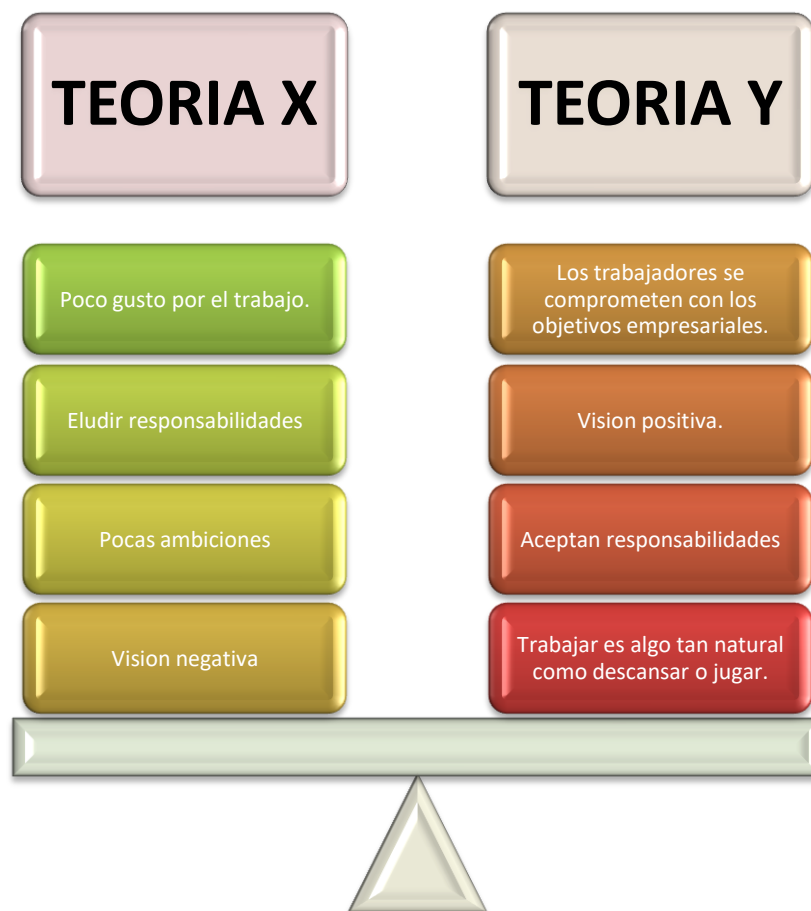 TEORIA X
Poco gusto por el trabajo.
Eludir responsabilidades
Pocas ambiciones
Vision negativa
TEORIA Y
Los trabajadores se
comprometen con los
objetivos empresariales.
Vision positiva.
Aceptan responsabilidades
Trabajar es algo tan natural
como descansar o jugar.